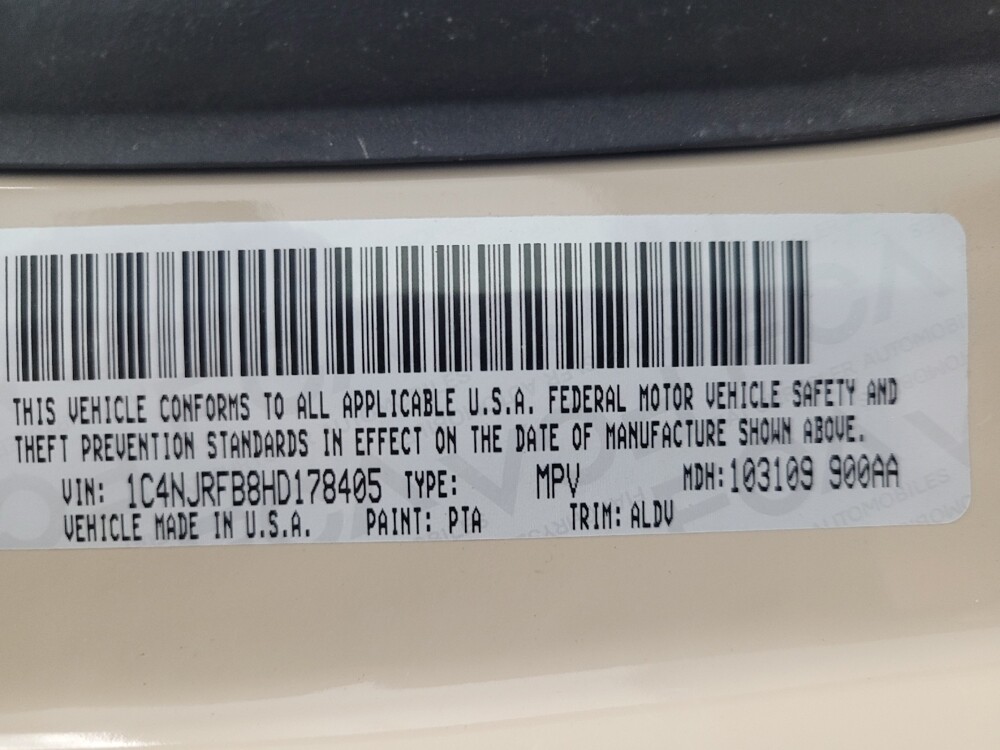 THIS VEHICLE CONFORMS TO ALL APPLICABLE U.S.A. FEDERAL MOTOR VEHICLE SAFETY AND
THEFT PREVENTION STANDARDS IN EFFECT ON THE DATE OF MANUFACTURE SHOWN ABOVE.
VIN: 1C4NJRFB8HD178405 TYPE: MPV MDH: 103109 900AA
VEHICLE MADE IN U.S.A. PAINT: PTA TRIM: ALDV